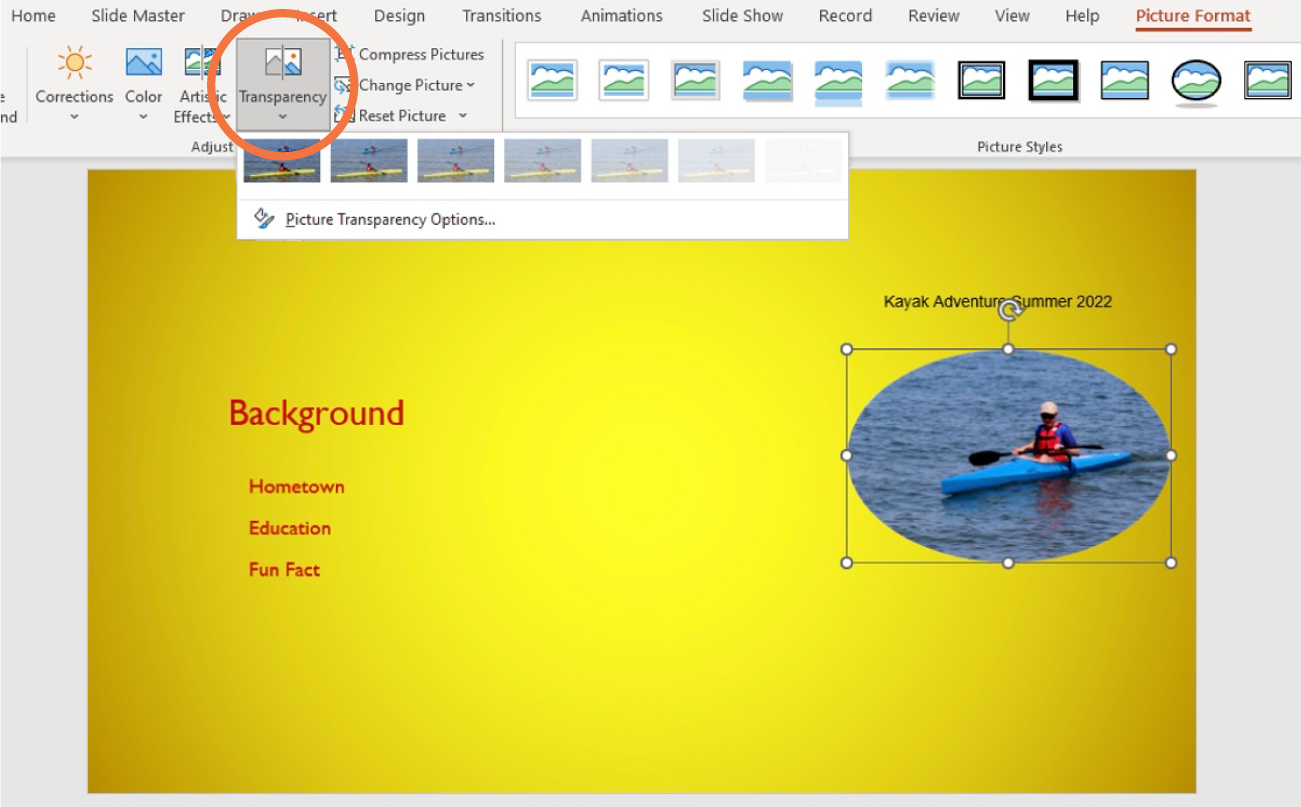 Home Slide Master Draw Insert Design Transitions Animations Slide Show Record Review View Help Picture Format
Corrections Color Artistic Effects Transparency
Compress Pictures
Change Picture
Reset Picture
Adjust Picture Styles
Picture Transparency Options...
Kayak Adventure Summer 2022
Background
Hometown
Education
Fun Fact